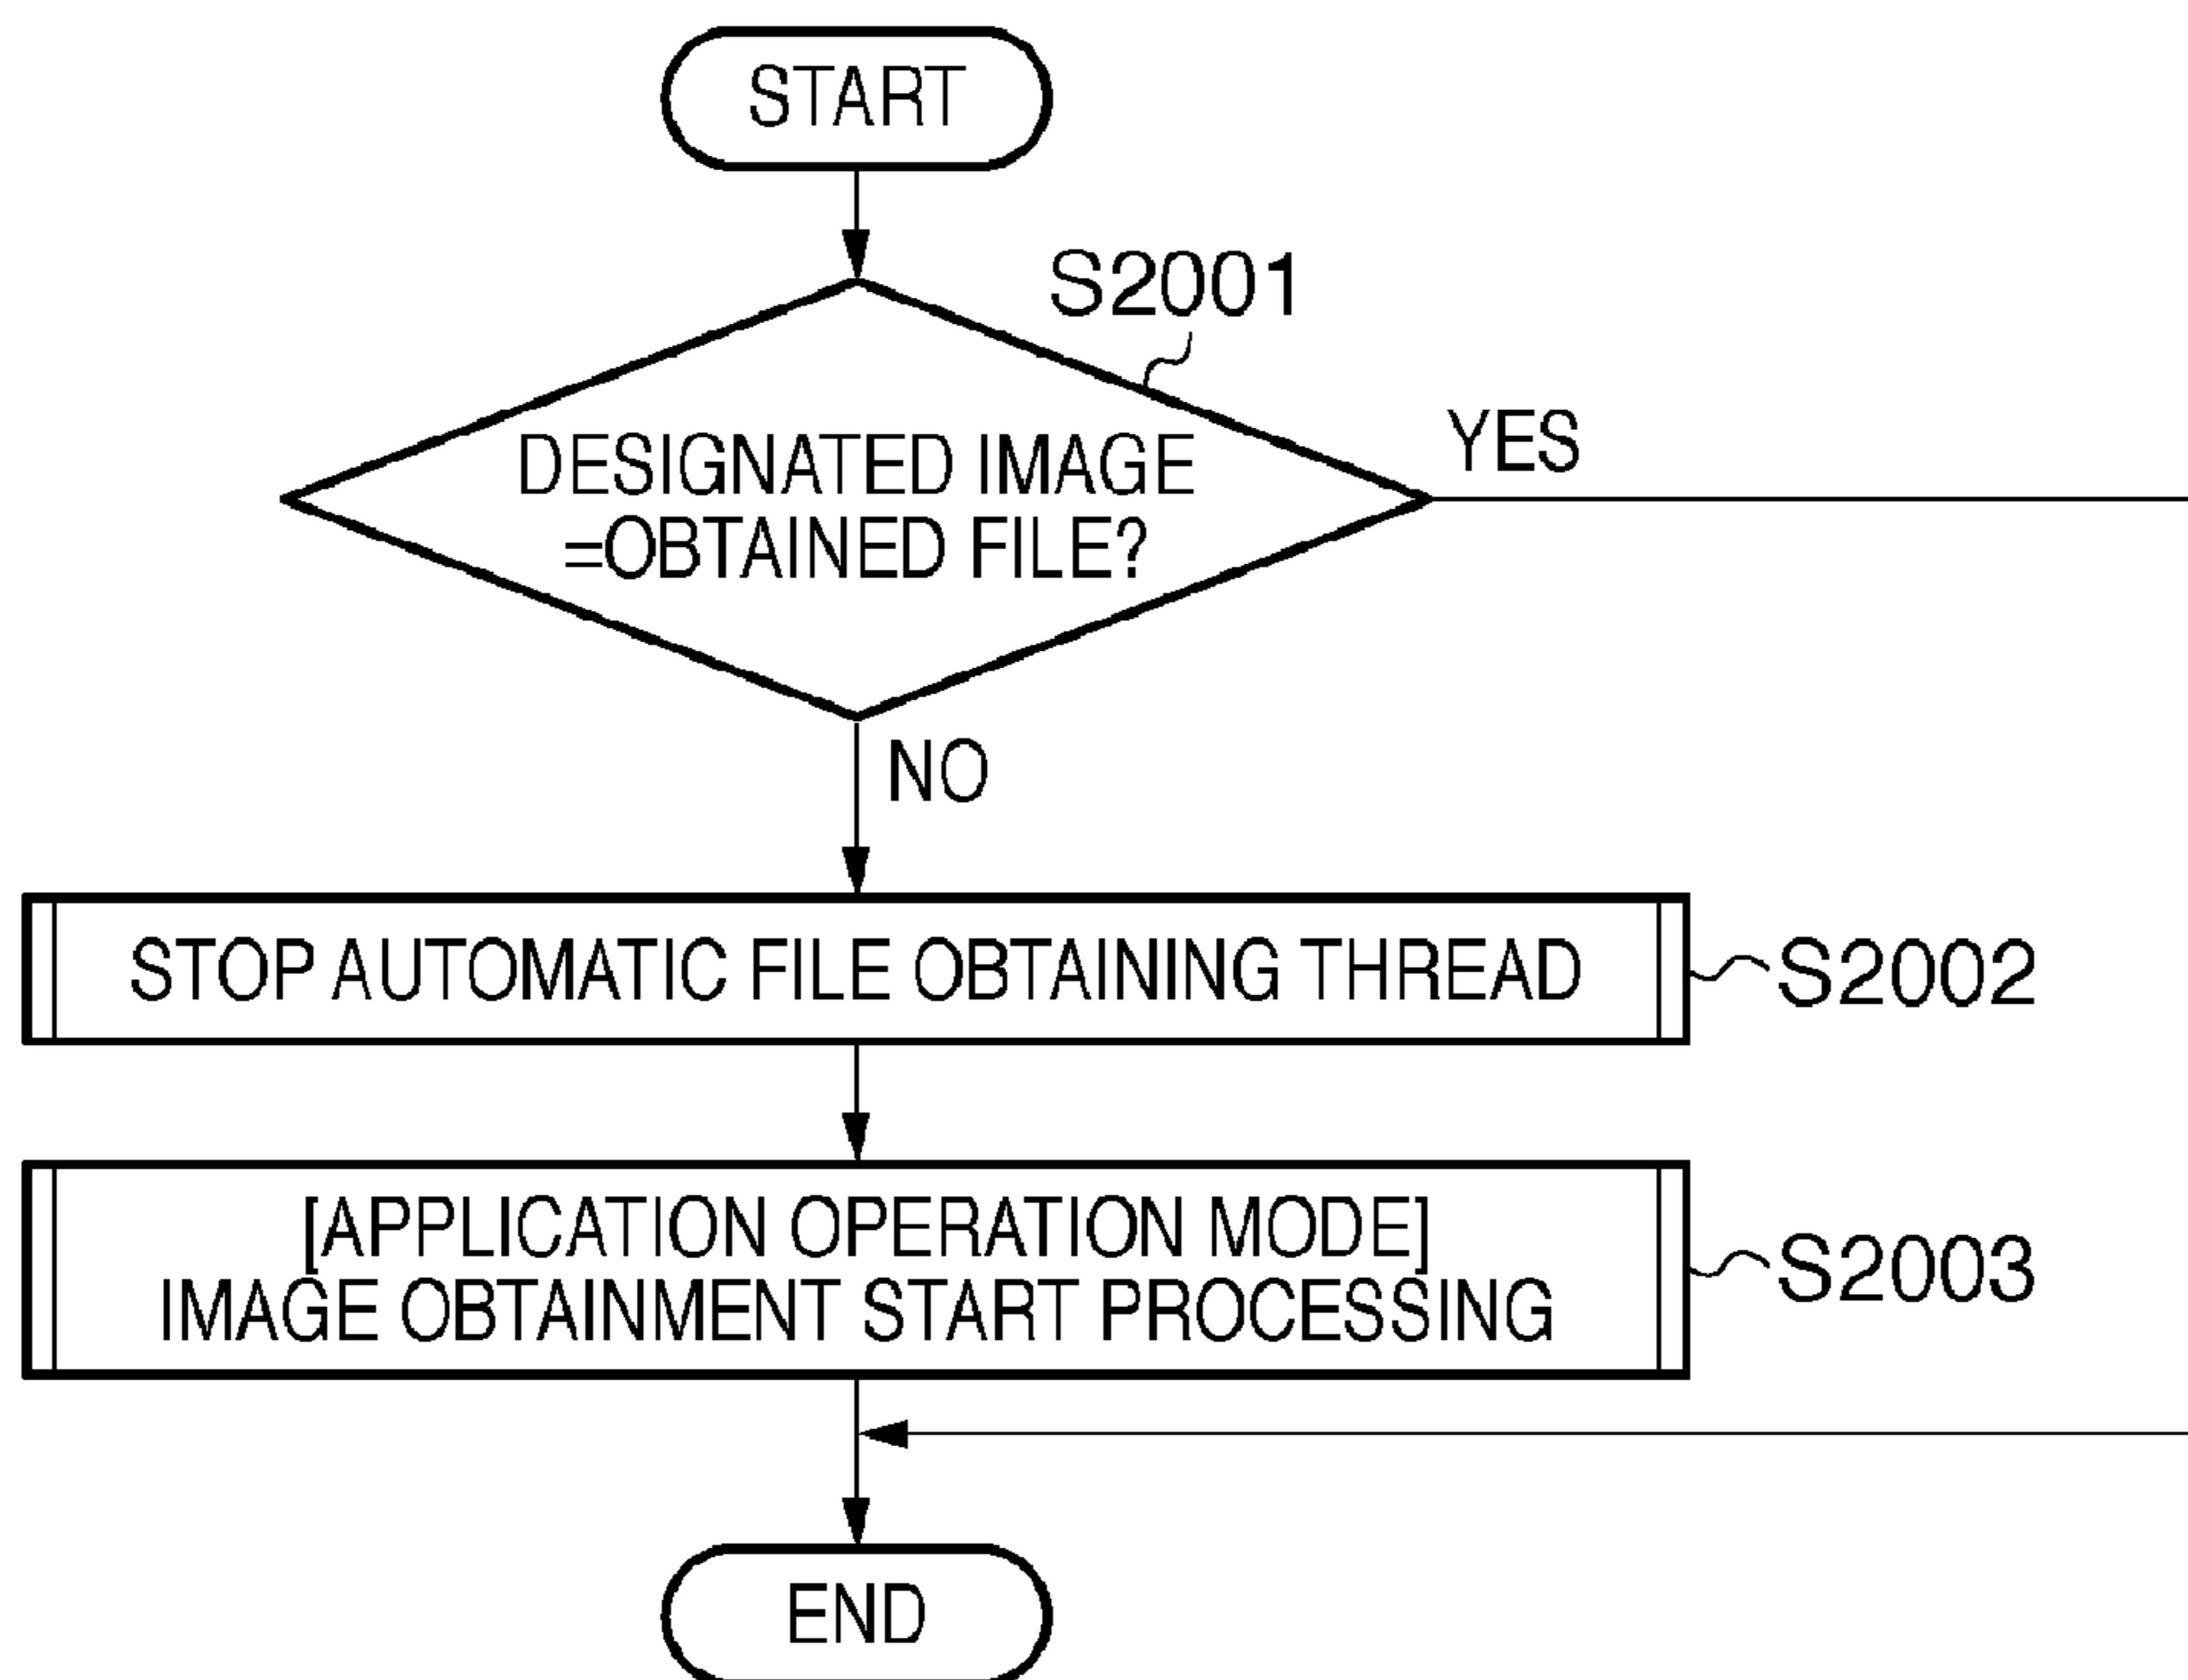 START
S2001
DESIGNATED IMAGE
=OBTAINED FILE?
YES
NO
STOP AUTOMATIC FILE OBTAINING THREAD
S2002
[APPLICATION OPERATION MODE]
IMAGE OBTAINMENT START PROCESSING
S2003
END